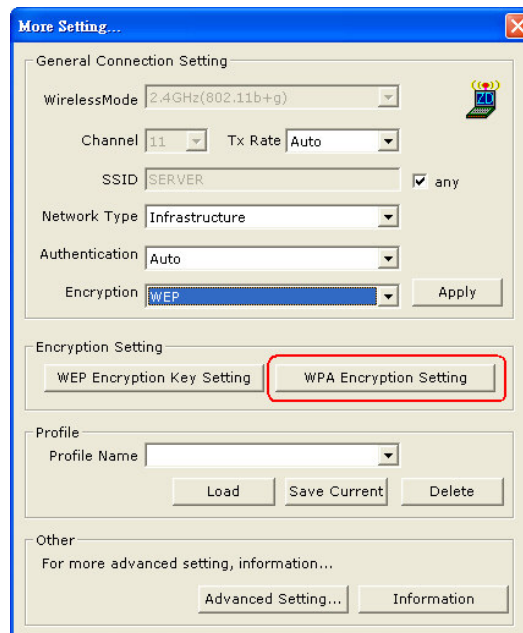 More Setting...
General Connection Setting
WirelessMode 2.4GHz(802.11b+g)
Channel 11 Tx Rate Auto
SSID SERVER any
Network Type Infrastructure
Authentication Auto
Encryption WEP Apply
Encryption Setting
WEP Encryption Key Setting WPA Encryption Setting
Profile
Profile Name
Load Save Current Delete
Other
For more advanced setting, information...
Advanced Setting... Information
ZD